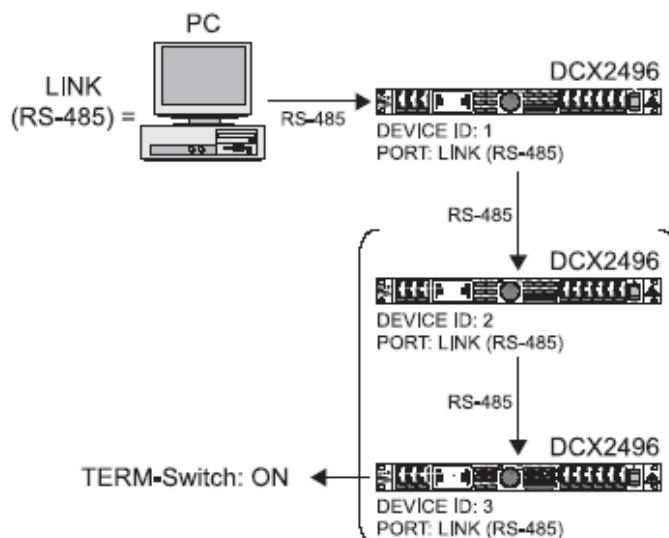 PC
LINK
(RS-485) =
RS-485
DCX2496
DEVICE ID: 1
PORT: LINK (RS-485)
RS-485
DCX2496
DEVICE ID: 2
PORT: LINK (RS-485)
RS-485
DCX2496
TERM-Switch: ON
DEVICE ID: 3
PORT: LINK (RS-485)